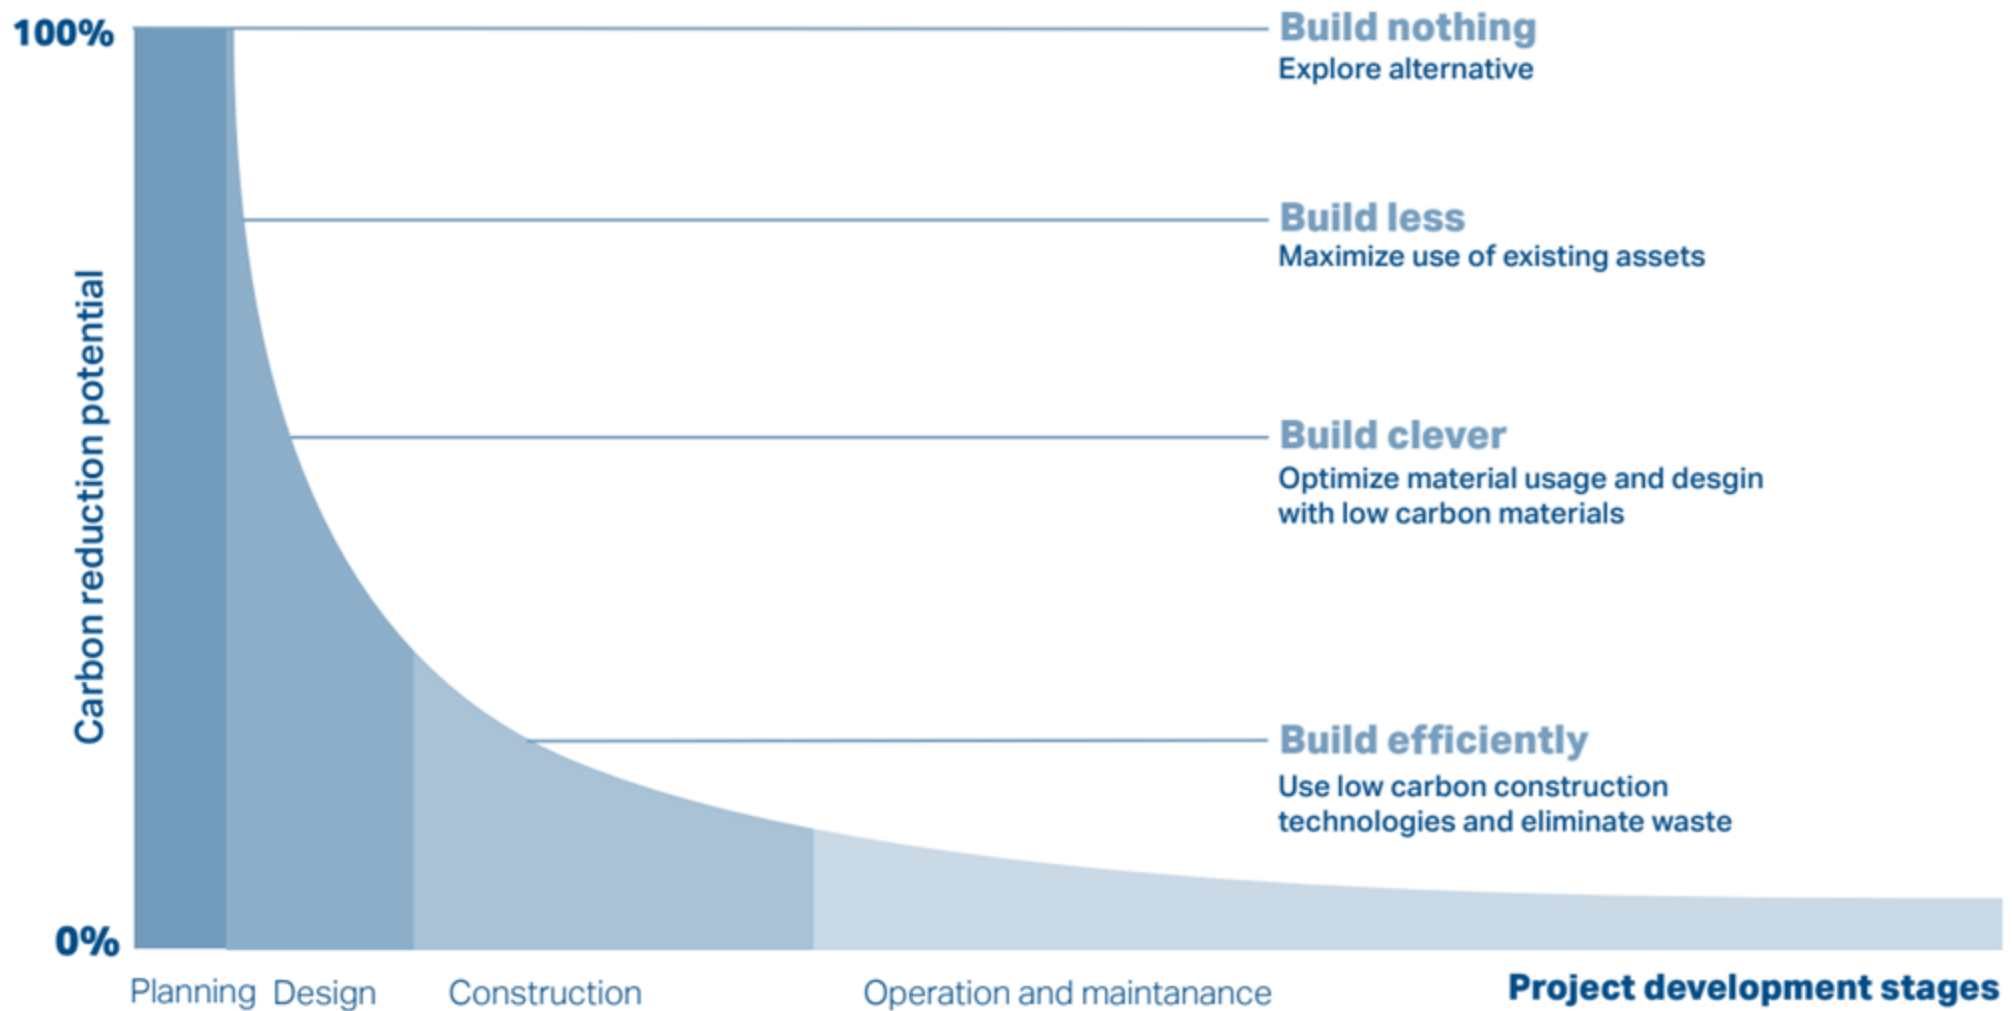 100%
Build nothing
Explore alternative
Build less
Maximize use of existing assets
Carbon reduction potential
Build clever
Optimize material usage and desgin
with low carbon materials
Build efficiently
Use low carbon construction
technologies and eliminate waste
0%
Planning
Design
Construction
Operation and maintanance
Project development stages